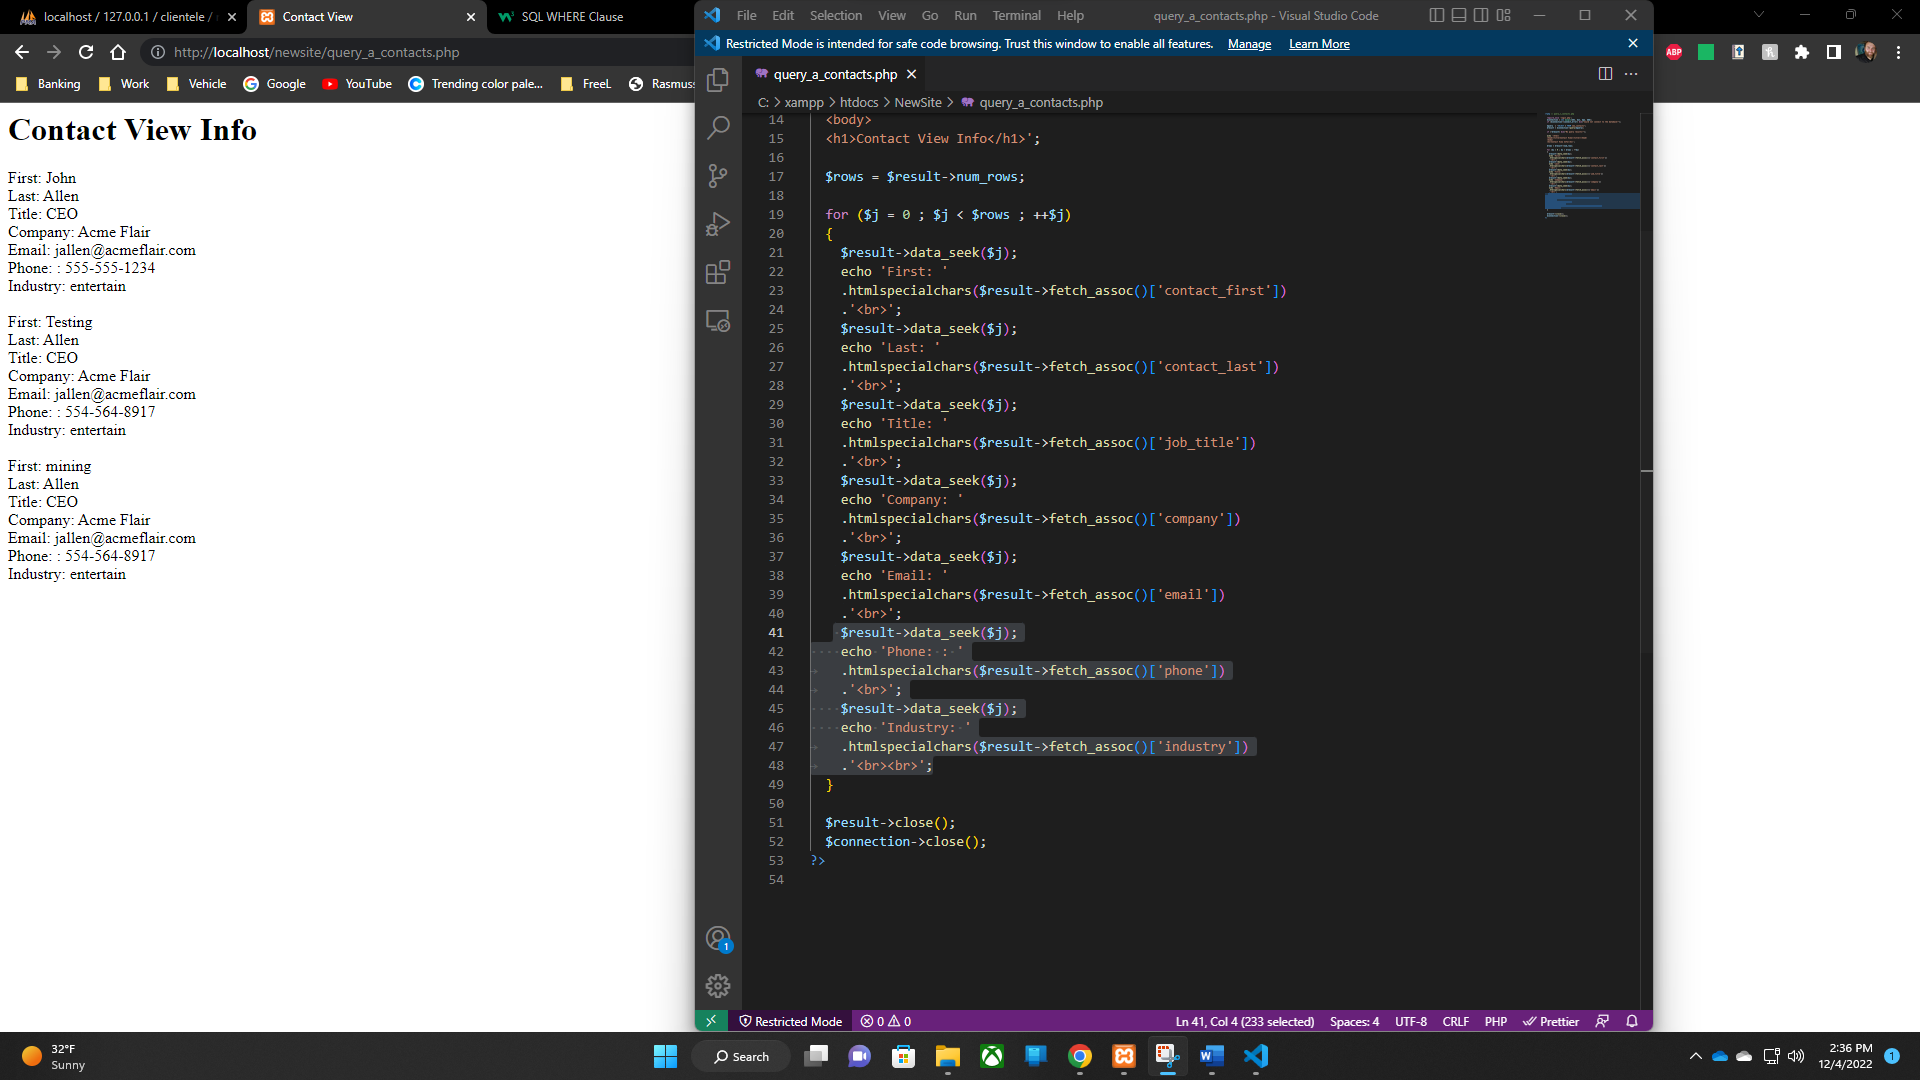 localhost / 127.0.0.1 / clientele /
Contact View
SQL WHERE Clause
http://localhost/newsite/query_a_contacts.php
Banking
Work
Vehicle
Google
YouTube
Trending color pale...
FreeL
Rasmuss
Contact View Info
First: John
Last: Allen
Title: CEO
Company: Acme Flair
Email: jallen@acmeflair.com
Phone: : 555-555-1234
Industry: entertain
First: Testing
Last: Allen
Title: CEO
Company: Acme Flair
Email: jallen@acmeflair.com
Phone: : 554-564-8917
Industry: entertain
First: mining
Last: Allen
Title: CEO
Company: Acme Flair
Email: jallen@acmeflair.com
Phone: : 554-564-8917
Industry: entertain
File Edit Selection View Go Run Terminal Help
query_a_contacts.php - Visual Studio Code
Restricted Mode is intended for safe code browsing. Trust this window to enable all features. Manage Learn More
query_a_contacts.php
C: > xampp > htdocs > NewSite > query_a_contacts.php
14 <body>
15 <h1>Contact View Info</h1>';
16
17 $rows = $result->num_rows;
18
19 for ($j = 0 ; $j < $rows ; ++$j)
20 {
21 $result->data_seek($j);
22 echo 'First: '
23 .htmlspecialchars($result->fetch_assoc()['contact_first'])
24 .'<br>';
25 $result->data_seek($j);
26 echo 'Last: '
27 .htmlspecialchars($result->fetch_assoc()['contact_last'])
28 .'<br>';
29 $result->data_seek($j);
30 echo 'Title: '
31 .htmlspecialchars($result->fetch_assoc()['job_title'])
32 .'<br>';
33 $result->data_seek($j);
34 echo 'Company: '
35 .htmlspecialchars($result->fetch_assoc()['company'])
36 .'<br>';
37 $result->data_seek($j);
38 echo 'Email: '
39 .htmlspecialchars($result->fetch_assoc()['email'])
40 .'<br>';
41 $result->data_seek($j);
42 echo 'Phone: : '
43 .htmlspecialchars($result->fetch_assoc()['phone'])
44 .'<br>';
45 $result->data_seek($j);
46 echo 'Industry: '
47 .htmlspecialchars($result->fetch_assoc()['industry'])
48 .'<br><br>';
49 }
50
51 $result->close();
52 $connection->close();
53 ?>
54
1
Restricted Mode 0 0 Ln 41, Col 4 (233 selected) Spaces: 4 UTF-8 CRLF PHP Prettier
ABP
32°F
Sunny
Search
2:36 PM
12/4/2022
1